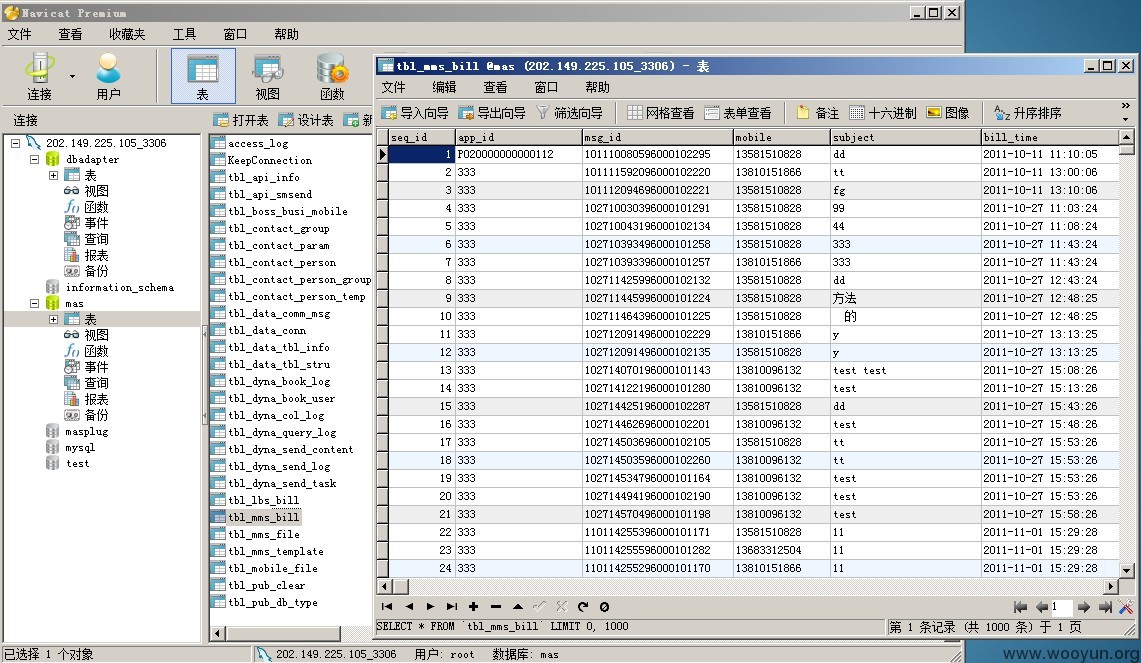 Navicat Premium
文件 查看 收藏夹 工具 窗口 帮助
连接 用户 表 视图 函数
连接
打开表 设计表 新
202.149.225.105_3306
dbadapter
表
视图
函数
事件
查询
报表
备份
information_schema
mas
表
视图
函数
事件
查询
报表
备份
masplug
mysql
test
access_log
KeepConnection
tbl_api_info
tbl_api_smsend
tbl_boss_busi_mobile
tbl_contact_group
tbl_contact_param
tbl_contact_person
tbl_contact_person_group
tbl_contact_person_temp
tbl_data_comm_msg
tbl_data_conn
tbl_data_tbl_info
tbl_data_tbl_stru
tbl_dyna_book_log
tbl_dyna_book_user
tbl_dyna_col_log
tbl_dyna_query_log
tbl_dyna_send_content
tbl_dyna_send_log
tbl_dyna_send_task
tbl_lbs_bill
tbl_mms_bill
tbl_mms_file
tbl_mms_template
tbl_mobile_file
tbl_pub_clear
tbl_pub_db_type
tbl_mms_bill @mas (202.149.225.105_3306) - 表
文件 编辑 查看 窗口 帮助
导入向导 导出向导 筛选向导 网格查看 表单查看 备注 十六进制 图像 升序排序
seq_id app_id msg_id mobile subject bill_time
1 P020000000000112 101110080596000102295 13581510828 dd 2011-10-11 11:10:05
2 333 101111592096000102220 13810151866 tt 2011-10-11 13:00:06
3 333 101112094696000102221 13581510828 fg 2011-10-11 13:10:06
4 333 102710030396000101291 13581510828 99 2011-10-27 11:03:24
5 333 102710043196000102134 13581510828 44 2011-10-27 11:08:24
6 333 102710393496000101258 13581510828 333 2011-10-27 11:43:24
7 333 102710393396000101257 13810151866 333 2011-10-27 11:43:24
8 333 102711425996000102132 13581510828 dd 2011-10-27 12:43:24
9 333 102711445996000101224 13581510828 方法 2011-10-27 12:48:25
10 333 102711464396000101225 13581510828 的 2011-10-27 12:48:25
11 333 102712091496000102229 13810151866 y 2011-10-27 13:13:25
12 333 102712091496000102135 13581510828 y 2011-10-27 13:13:25
13 333 102714070196000101143 13810096132 test test 2011-10-27 15:08:26
14 333 102714122196000101280 13810096132 test 2011-10-27 15:13:26
15 333 102714425196000102287 13581510828 dd 2011-10-27 15:43:26
16 333 102714462696000102201 13810096132 test 2011-10-27 15:48:26
17 333 102714503696000102105 13581510828 tt 2011-10-27 15:53:26
18 333 102714503596000102260 13810096132 tt 2011-10-27 15:53:26
19 333 102714534796000101164 13810096132 test 2011-10-27 15:53:26
20 333 102714494196000102190 13810096132 test 2011-10-27 15:53:26
21 333 102714570496000101198 13810096132 test 2011-10-27 15:58:26
22 333 110114255396000101171 13581510828 11 2011-11-01 15:29:28
23 333 110114255596000101282 13683312504 11 2011-11-01 15:29:28
24 333 110114255296000101170 13810151866 11 2011-11-01 15:29:28
1
SELECT * FROM `tbl_mms_bill` LIMIT 0, 1000
第 1 条记录 (共 1000 条) 于 1 页
已选择 1 个对象 202.149.225.105_3306 用户: root 数据库: mas
www.wooyun.org